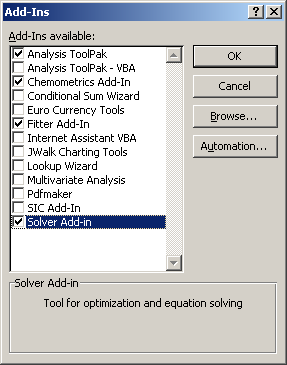 Add-Ins
Add-Ins available:
Analysis ToolPak
Analysis ToolPak - VBA
Chemometrics Add-In
Conditional Sum Wizard
Euro Currency Tools
Fitter Add-In
Internet Assistant VBA
JWalk Charting Tools
Lookup Wizard
Multivariate Analysis
Pdfmaker
SIC Add-In
Solver Add-in
OK
Cancel
Browse...
Automation...
Solver Add-in
Tool for optimization and equation solving